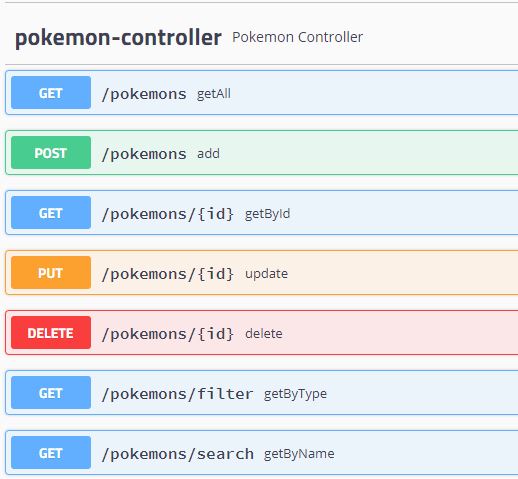 pokemon-controller Pokemon Controller
GET /pokemons getAll
POST /pokemons add
GET /pokemons/{id} getById
PUT /pokemons/{id} update
DELETE /pokemons/{id} delete
GET /pokemons/filter getByType
GET /pokemons/search getByName